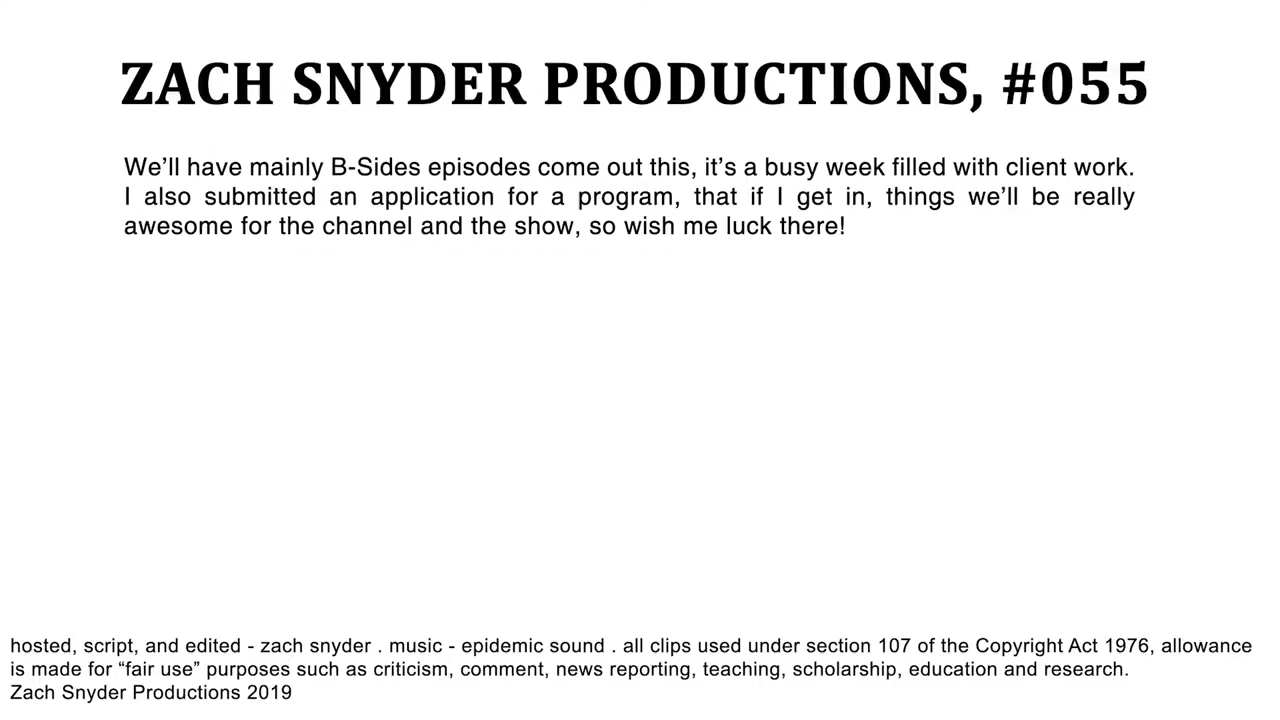 ZACH SNYDER PRODUCTIONS, #055
We’ll have mainly B-Sides episodes come out this, it’s a busy week filled with client work.
I also submitted an application for a program, that if I get in, things we’ll be really
awesome for the channel and the show, so wish me luck there!
hosted, script, and edited - zach snyder . music - epidemic sound . all clips used under section 107 of the Copyright Act 1976, allowance
is made for “fair use” purposes such as criticism, comment, news reporting, teaching, scholarship, education and research.
Zach Snyder Productions 2019